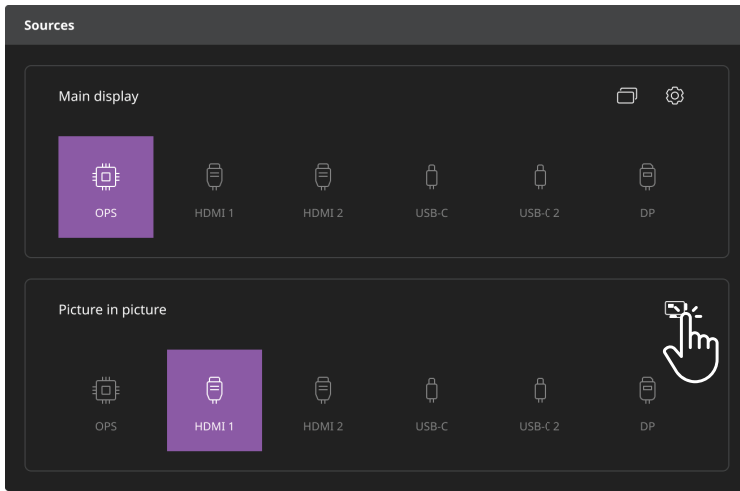 Sources
Main display
OPS HDMI 1 HDMI 2 USB-C USB-C 2 DP
Picture in picture
OPS HDMI 1 HDMI 2 USB-C USB-C 2 DP